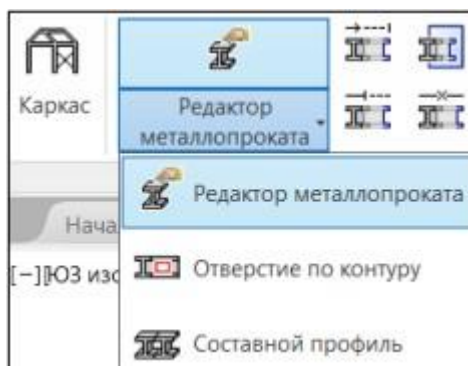 Каркас
Редактор
металлопроката
Редактор металлопроката
Нача
Отверстие по контуру
[−][ЮЗ изо
Составной профиль